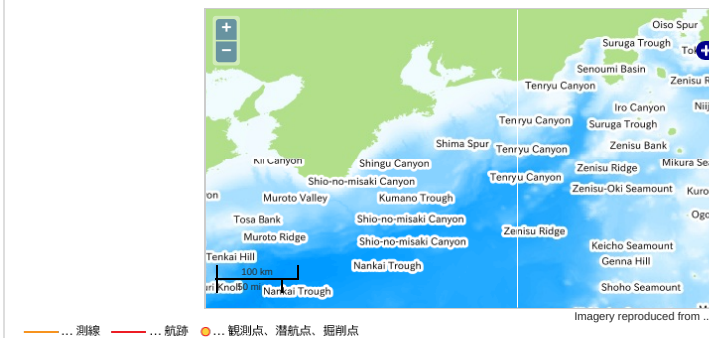 +
−
Oiso Spur
Suruga Trough
Tok
+
Senoumi Basin
Zenisu R
Tenryu Canyon
Iro Canyon
Niij
Tenryu Canyon
Suruga Trough
Shima Spur
Tenryu Canyon
Zenisu Bank
Kii Canyon
Shingu Canyon
Mikura Se
Zenisu Ridge
Shio-no-misaki Canyon
Tenryu Canyon
Zenisu-Oki Seamount
Kuro
on
Muroto Valley
Kumano Trough
Ogo
Tosa Bank
Shio-no-misaki Canyon
Zenisu Ridge
Muroto Ridge
Shio-no-misaki Canyon
Keicho Seamount
Tenkai Hill
Genna Hill
Nankai Trough
100 km
uri Knoll
50 mi
Nankai Trough
Shoho Seamount
Imagery reproduced from ..
... 測線 ... 航跡 ... 観測点、潜航点、掘削点